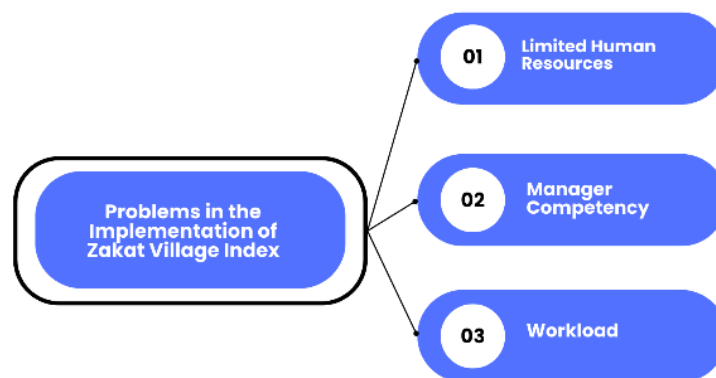 01
Limited Human
Resources
Problems in the
Implementation of
Zakat Village Index
02
Manager
Competency
03
Workload